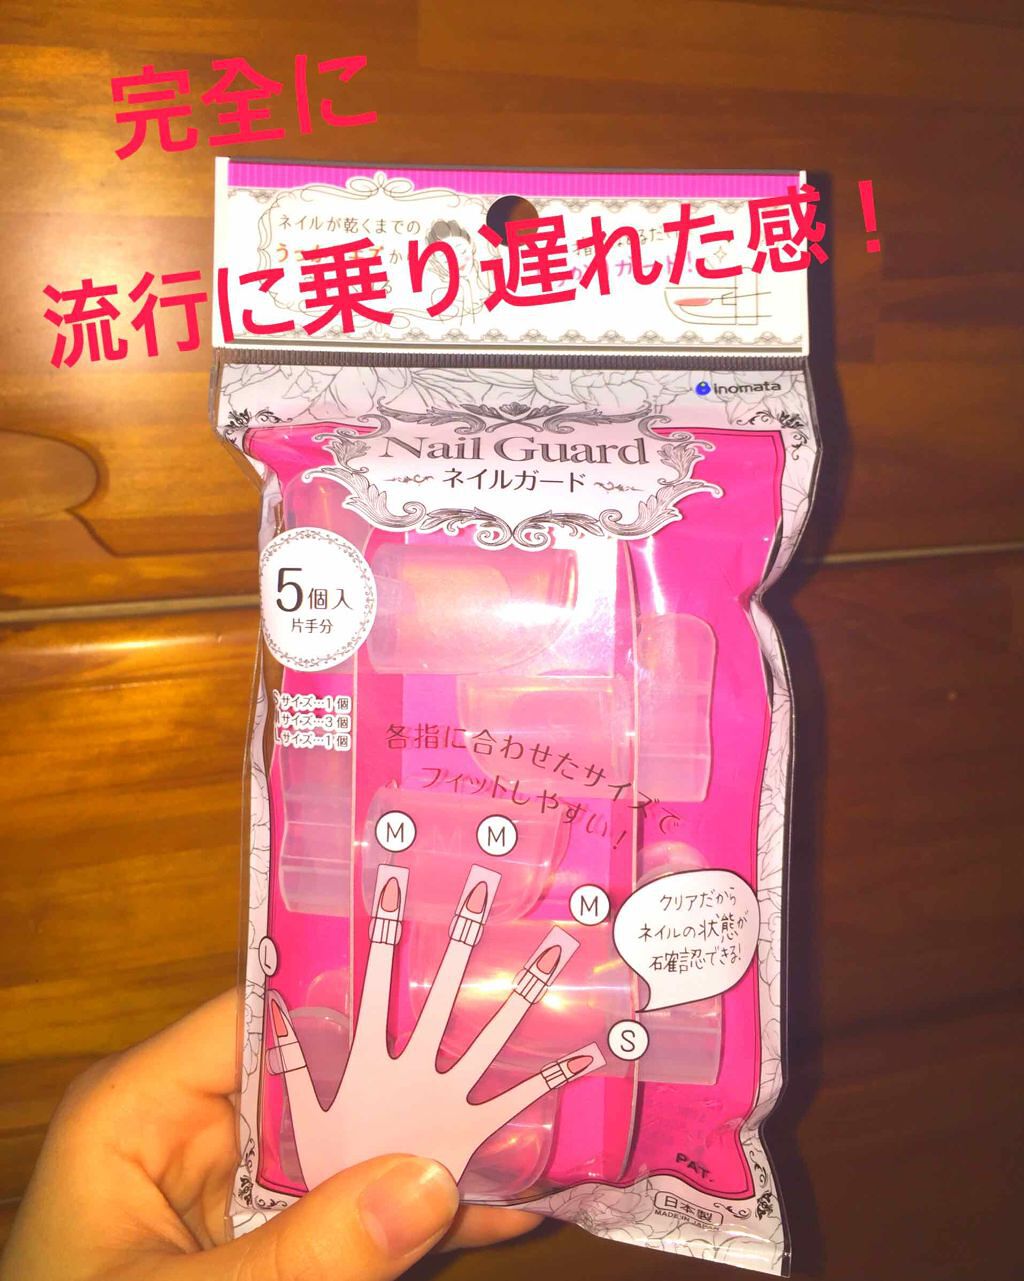 完全に
流行に乗り遅れた感！
ネイルが乾くまでの
inomata
Nail Guard
ネイルガード
5個入
片手分
サイズ…1個
サイズ…3個
Lサイズ…1個
各指に合わせたサイズで
フィットしやすい！
M
M
M
L
S
クリアだから
ネイルの状態が
確認できる!
PAT.
日本製
MADE IN JAPAN